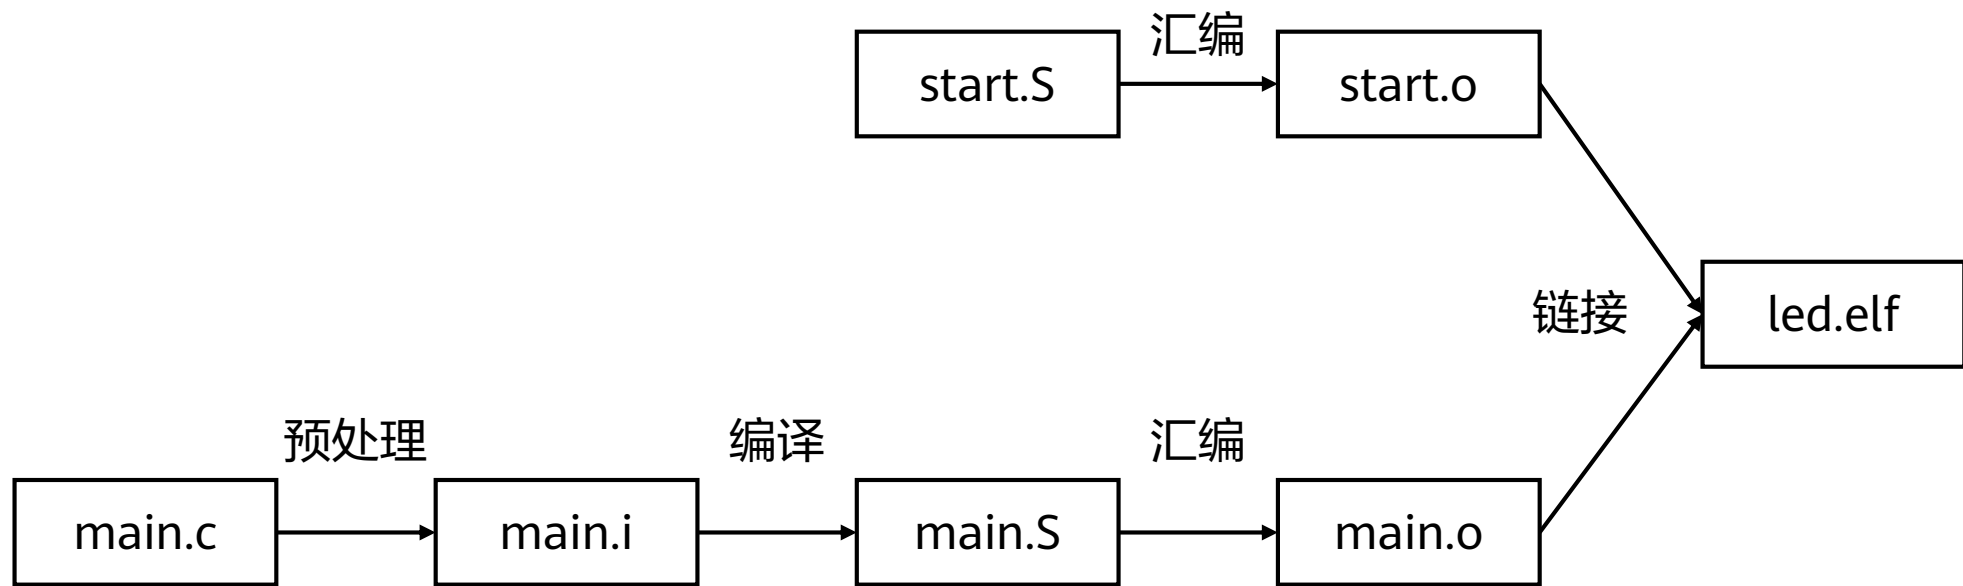 汇编
start.S
start.o
链接
led.elf
预处理
编译
汇编
main.c
main.i
main.S
main.o